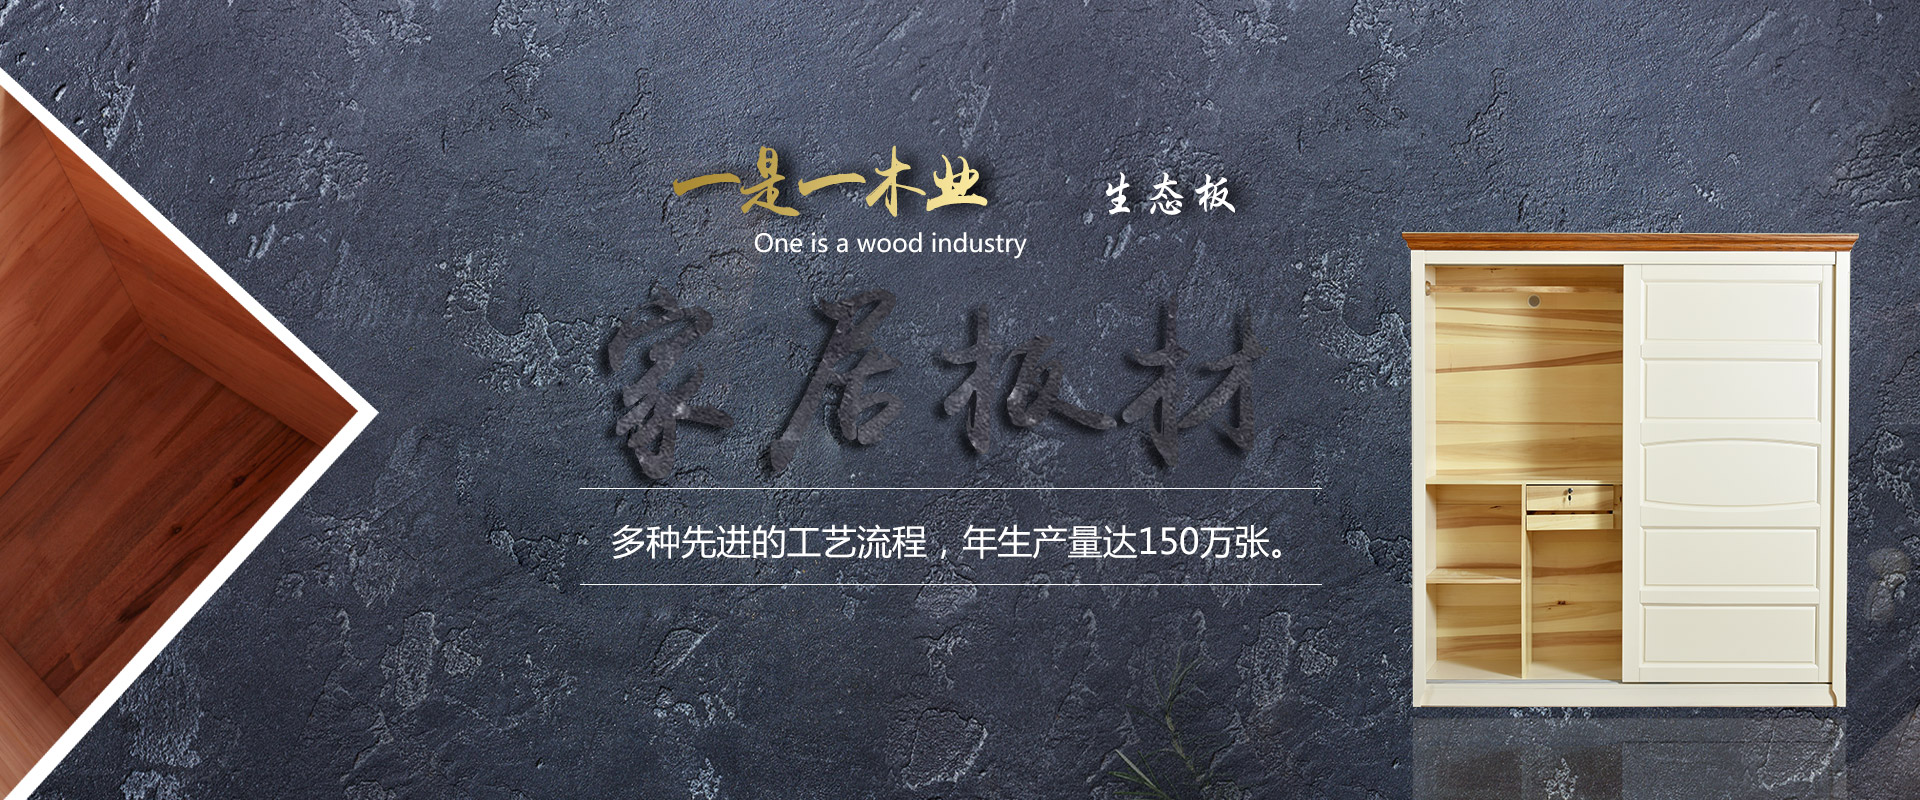 一是一木业 生态板
One is a wood industry
家居板材
多种先进的工艺流程，年生产量达150万张。